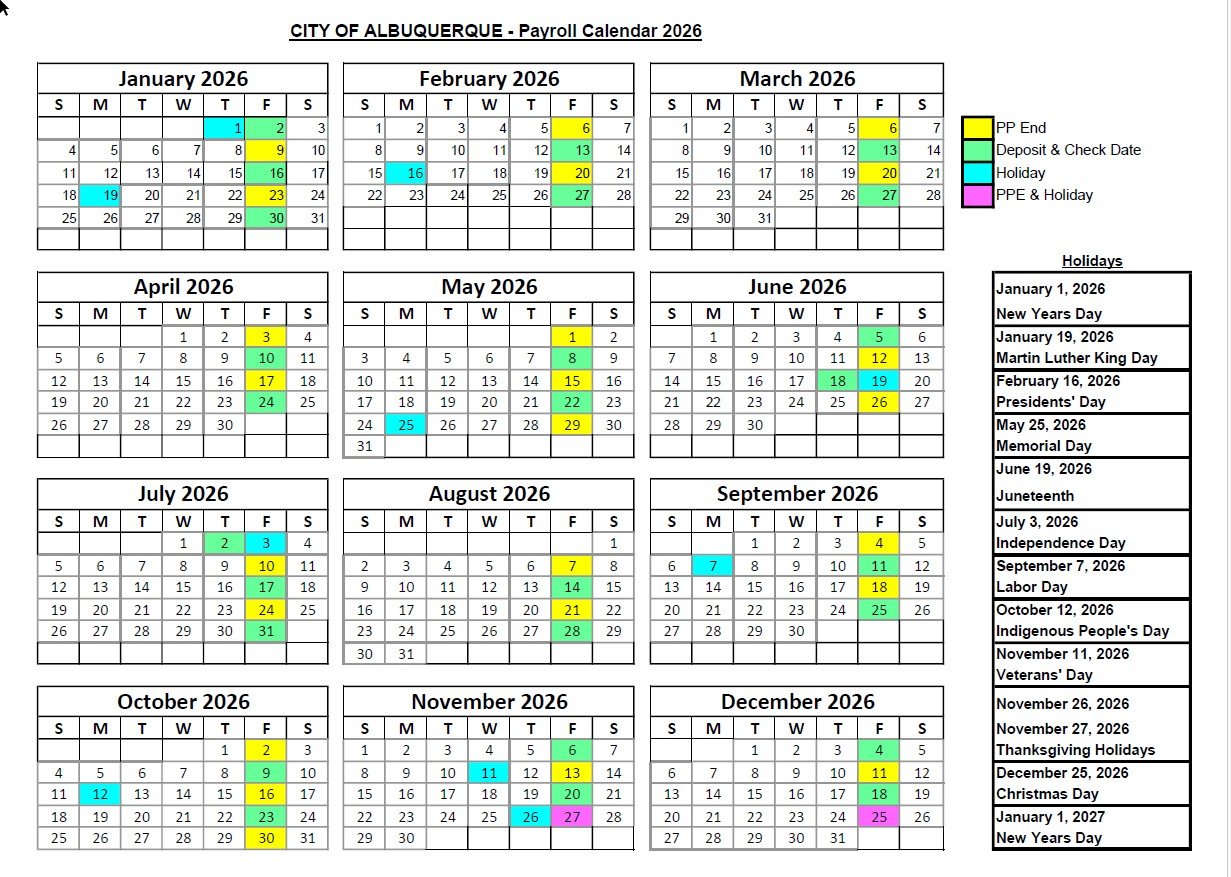 CITY OF ALBUQUERQUE - Payroll Calendar 2026
January 2026
S M T W T F S
1 2 3
4 5 6 7 8 9 10
11 12 13 14 15 16 17
18 19 20 21 22 23 24
25 26 27 28 29 30 31
February 2026
S M T W T F S
1 2 3 4 5 6 7
8 9 10 11 12 13 14
15 16 17 18 19 20 21
22 23 24 25 26 27 28
March 2026
S M T W T F S
1 2 3 4 5 6 7
8 9 10 11 12 13 14
15 16 17 18 19 20 21
22 23 24 25 26 27 28
29 30 31
PP End
Deposit & Check Date
Holiday
PPE & Holiday
April 2026
S M T W T F S
1 2 3 4
5 6 7 8 9 10 11
12 13 14 15 16 17 18
19 20 21 22 23 24 25
26 27 28 29 30
May 2026
S M T W T F S
1 2
3 4 5 6 7 8 9
10 11 12 13 14 15 16
17 18 19 20 21 22 23
24 25 26 27 28 29 30
31
June 2026
S M T W T F S
1 2 3 4 5 6
7 8 9 10 11 12 13
14 15 16 17 18 19 20
21 22 23 24 25 26 27
28 29 30
July 2026
S M T W T F S
1 2 3 4
5 6 7 8 9 10 11
12 13 14 15 16 17 18
19 20 21 22 23 24 25
26 27 28 29 30 31
August 2026
S M T W T F S
1
2 3 4 5 6 7 8
9 10 11 12 13 14 15
16 17 18 19 20 21 22
23 24 25 26 27 28 29
30 31
September 2026
S M T W T F S
1 2 3 4 5
6 7 8 9 10 11 12
13 14 15 16 17 18 19
20 21 22 23 24 25 26
27 28 29 30
October 2026
S M T W T F S
1 2 3
4 5 6 7 8 9 10
11 12 13 14 15 16 17
18 19 20 21 22 23 24
25 26 27 28 29 30 31
November 2026
S M T W T F S
1 2 3 4 5 6 7
8 9 10 11 12 13 14
15 16 17 18 19 20 21
22 23 24 25 26 27 28
29 30
December 2026
S M T W T F S
1 2 3 4 5
6 7 8 9 10 11 12
13 14 15 16 17 18 19
20 21 22 23 24 25 26
27 28 29 30 31
Holidays
January 1, 2026
New Years Day
January 19, 2026
Martin Luther King Day
February 16, 2026
Presidents' Day
May 25, 2026
Memorial Day
June 19, 2026
Juneteenth
July 3, 2026
Independence Day
September 7, 2026
Labor Day
October 12, 2026
Indigenous People's Day
November 11, 2026
Veterans' Day
November 26, 2026
November 27, 2026
Thanksgiving Holidays
December 25, 2026
Christmas Day
January 1, 2027
New Years Day